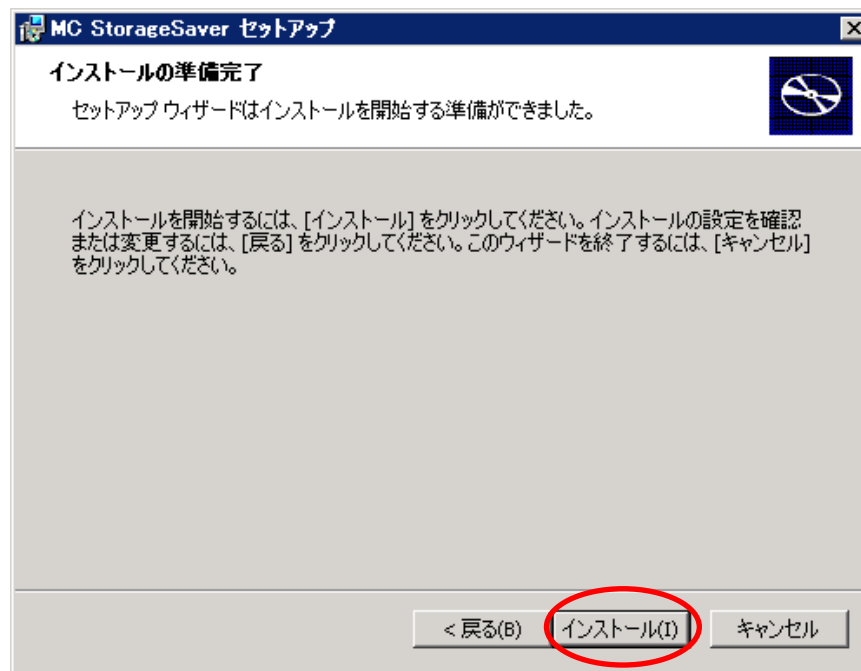 MC StorageSaver セットアップ
インストールの準備完了
セットアップ ウィザードはインストールを開始する準備ができました。
インストールを開始するには、[インストール] をクリックしてください。インストールの設定を確認
または変更するには、[戻る] をクリックしてください。このウィザードを終了するには、[キャンセル]
をクリックしてください。
< 戻る(B)
インストール(I)
キャンセル